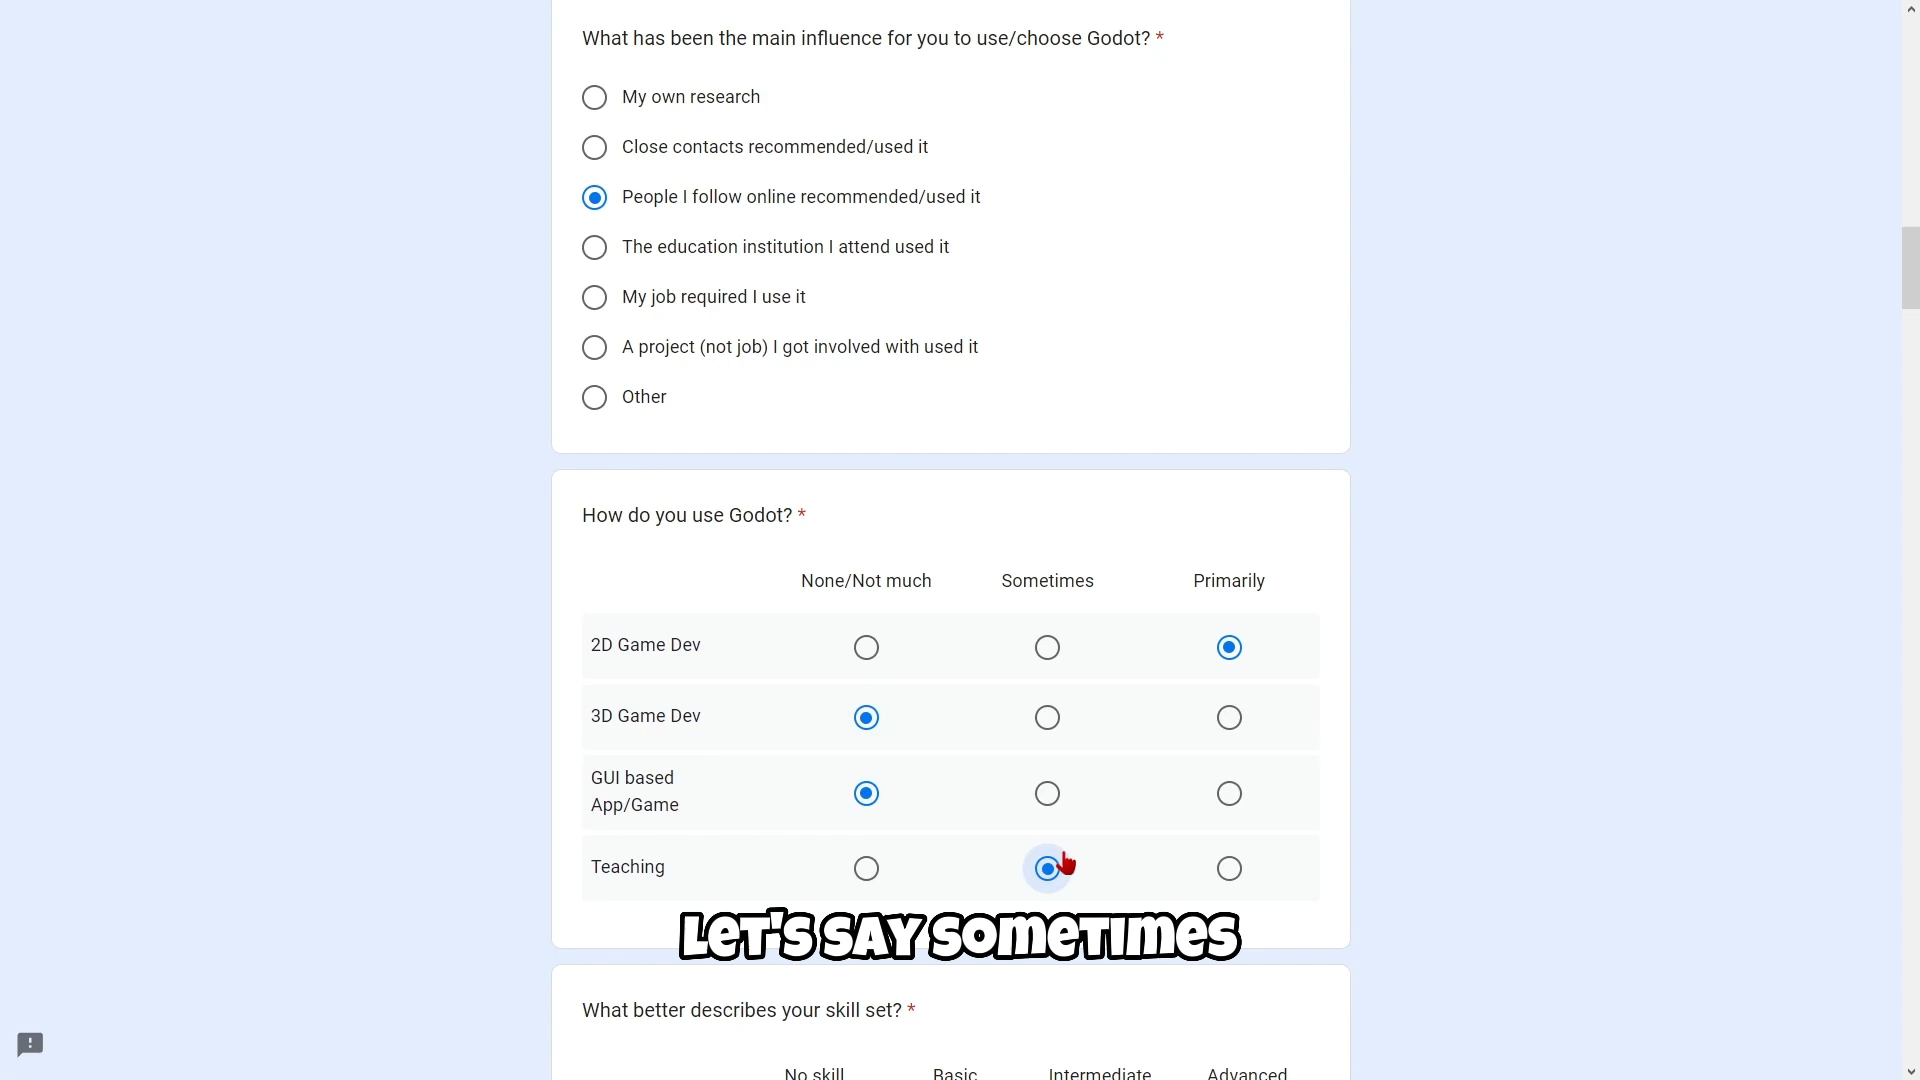 What has been the main influence for you to use/choose Godot? *
My own research
Close contacts recommended/used it
People I follow online recommended/used it
The education institution I attend used it
My job required I use it
A project (not job) I got involved with used it
Other
How do you use Godot? *
None/Not much Sometimes Primarily
2D Game Dev
3D Game Dev
GUI based
App/Game
Teaching
LET'S SAY SOMETIMES
What better describes your skill set? *
No skill Basic Intermediate Advanced